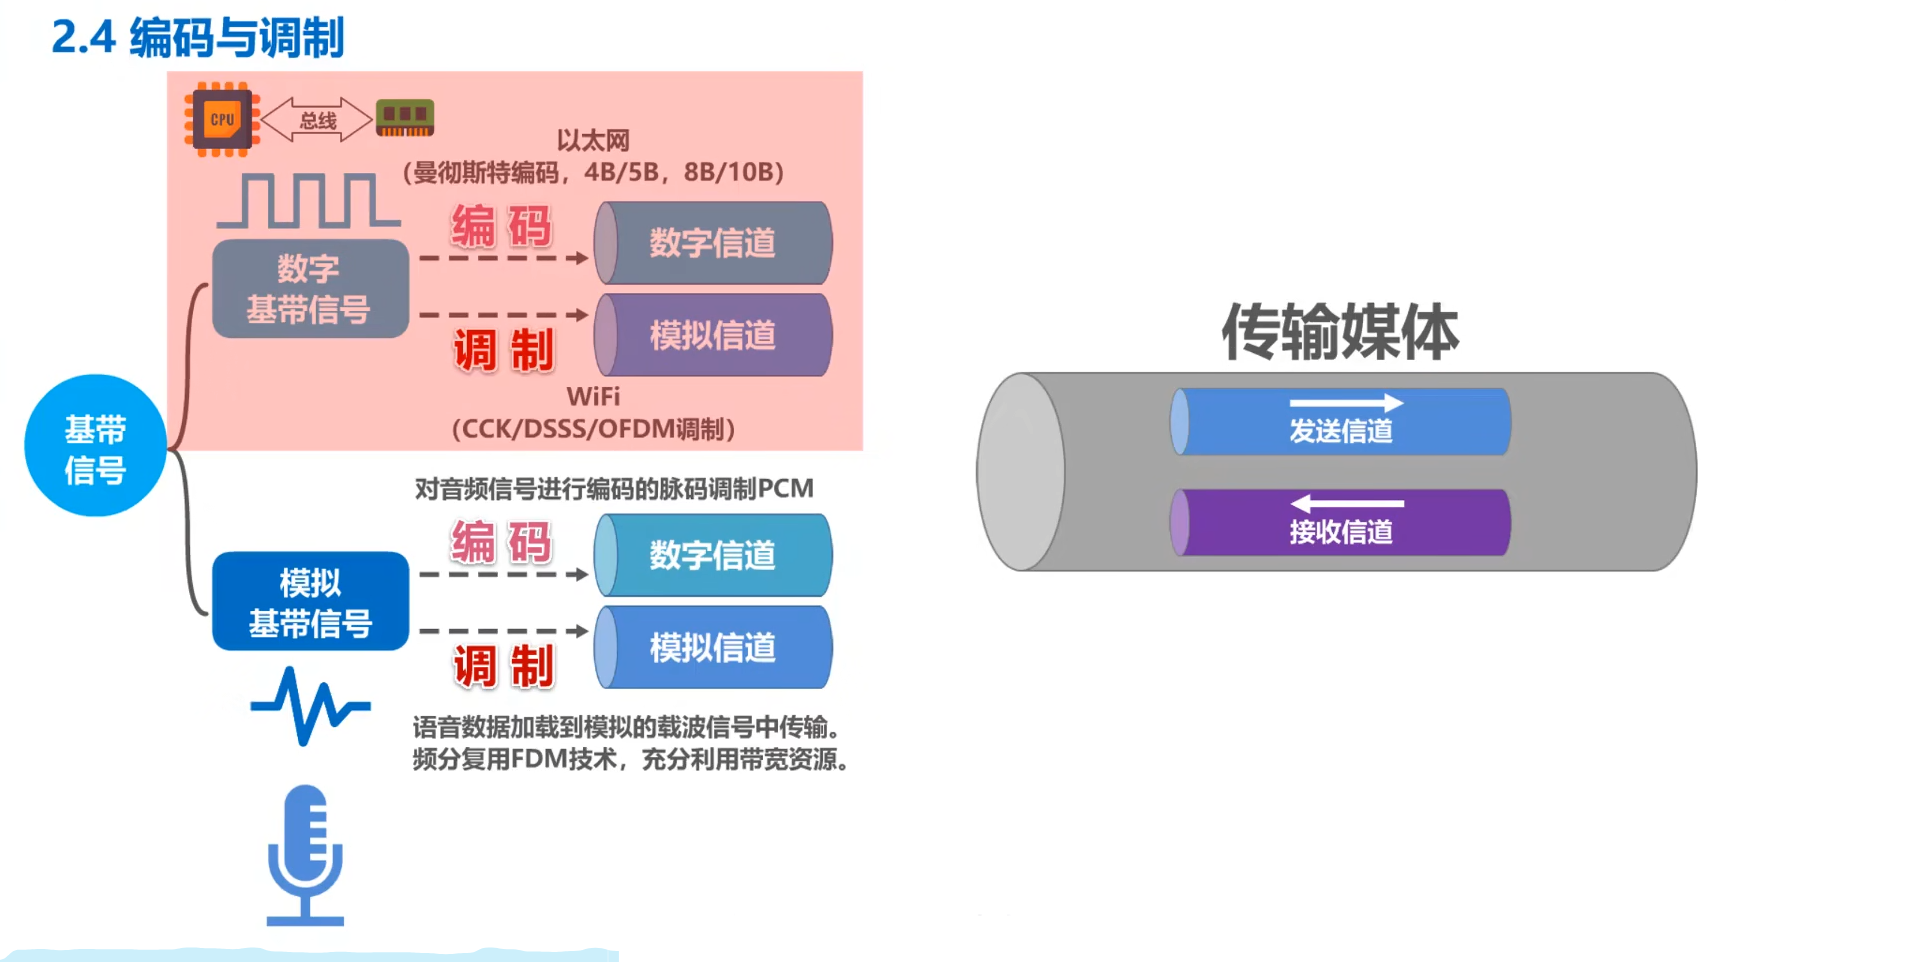 2.4 编码与调制
CPU
总线
以太网
（曼彻斯特编码，4B/5B，8B/10B）
编 码
数字信道
数字
基带信号
模拟信道
调 制
WiFi
（CCK/DSSS/OFDM调制）
基带
信号
对音频信号进行编码的脉码调制PCM
编 码
数字信道
模拟
基带信号
模拟信道
调 制
语音数据加载到模拟的载波信号中传输。
频分复用FDM技术，充分利用带宽资源。
传输媒体
发送信道
接收信道